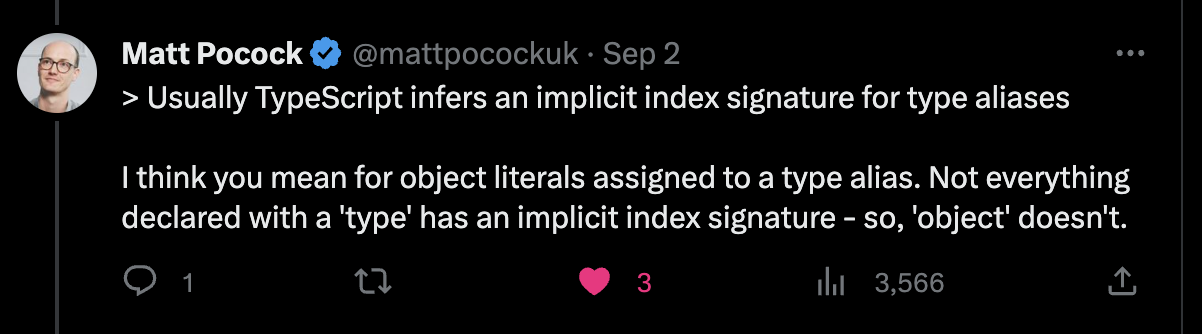 Matt Pocock @mattpocockuk · Sep 2
> Usually TypeScript infers an implicit index signature for type aliases
I think you mean for object literals assigned to a type alias. Not everything
declared with a 'type' has an implicit index signature - so, 'object' doesn't.
1 3 3,566